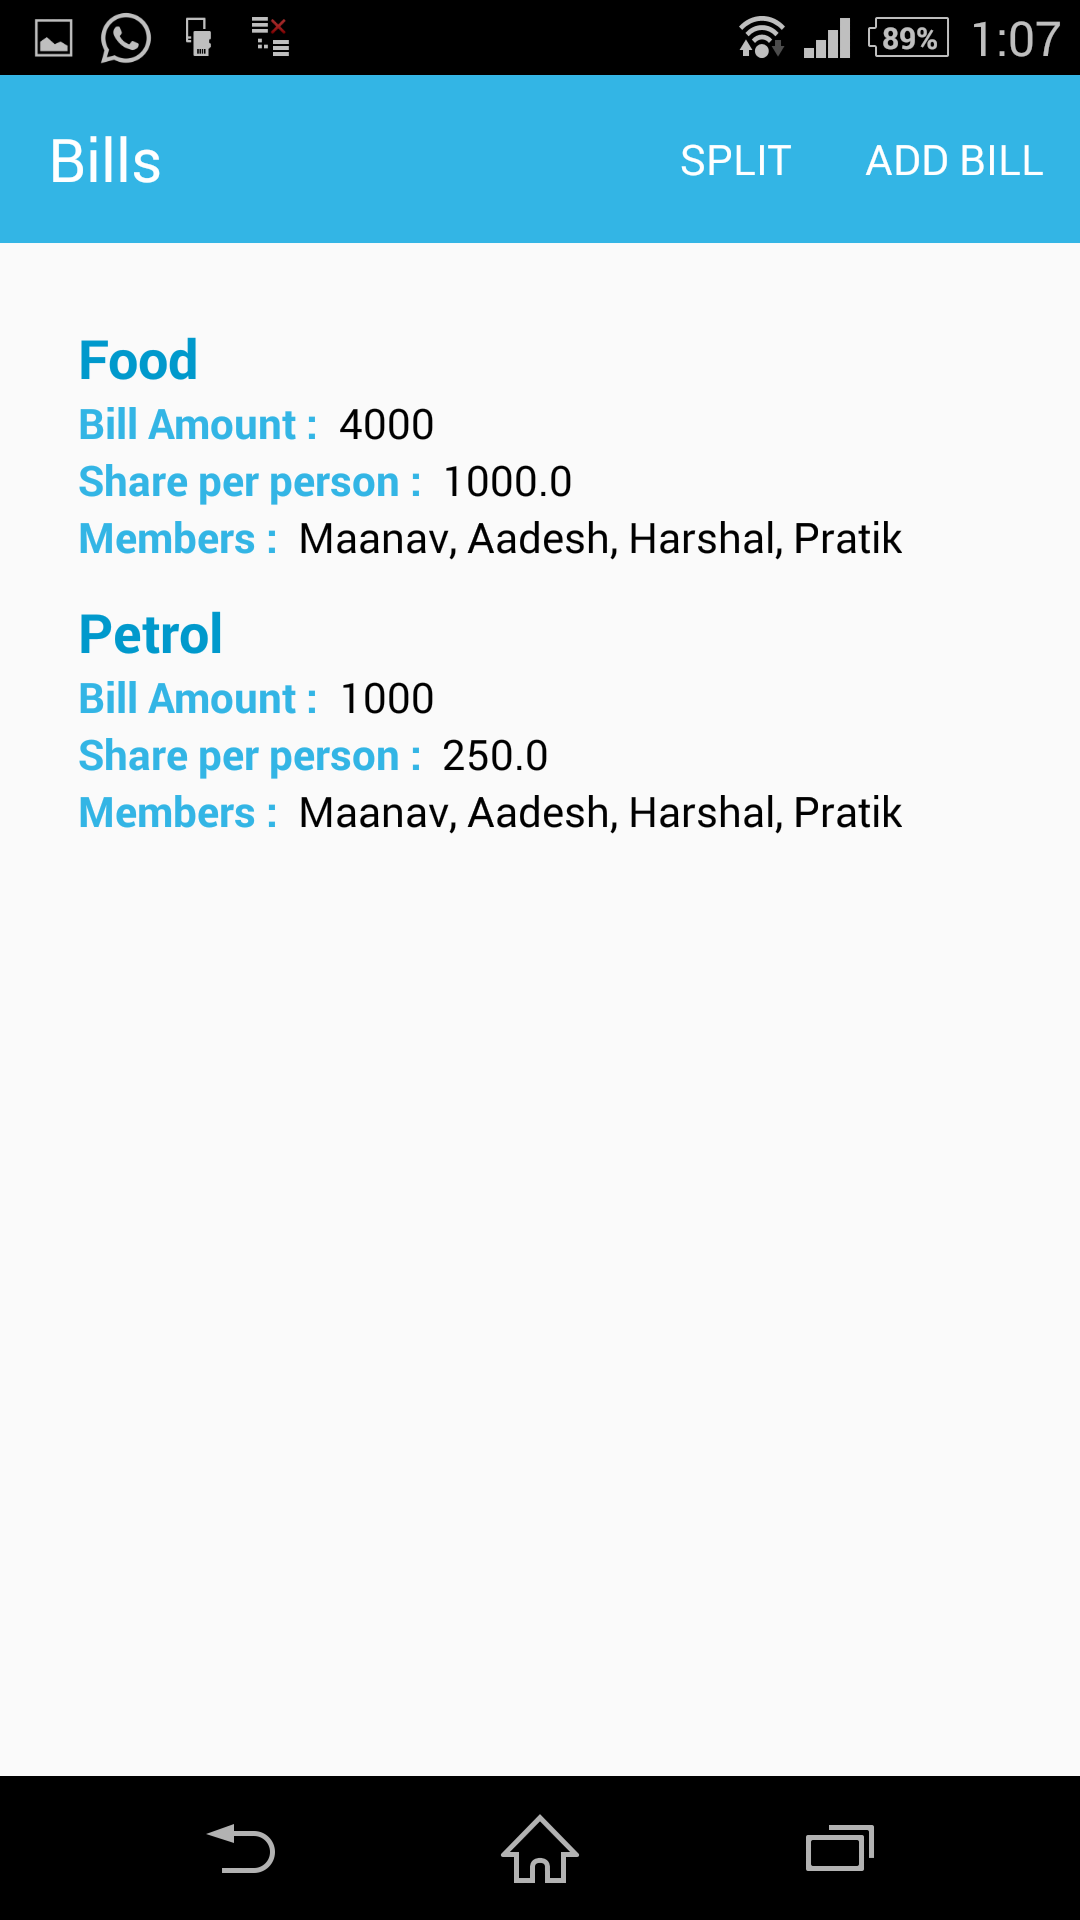 89% 1:07
Bills SPLIT ADD BILL
Food
Bill Amount : 4000
Share per person : 1000.0
Members : Maanav, Aadesh, Harshal, Pratik
Petrol
Bill Amount : 1000
Share per person : 250.0
Members : Maanav, Aadesh, Harshal, Pratik